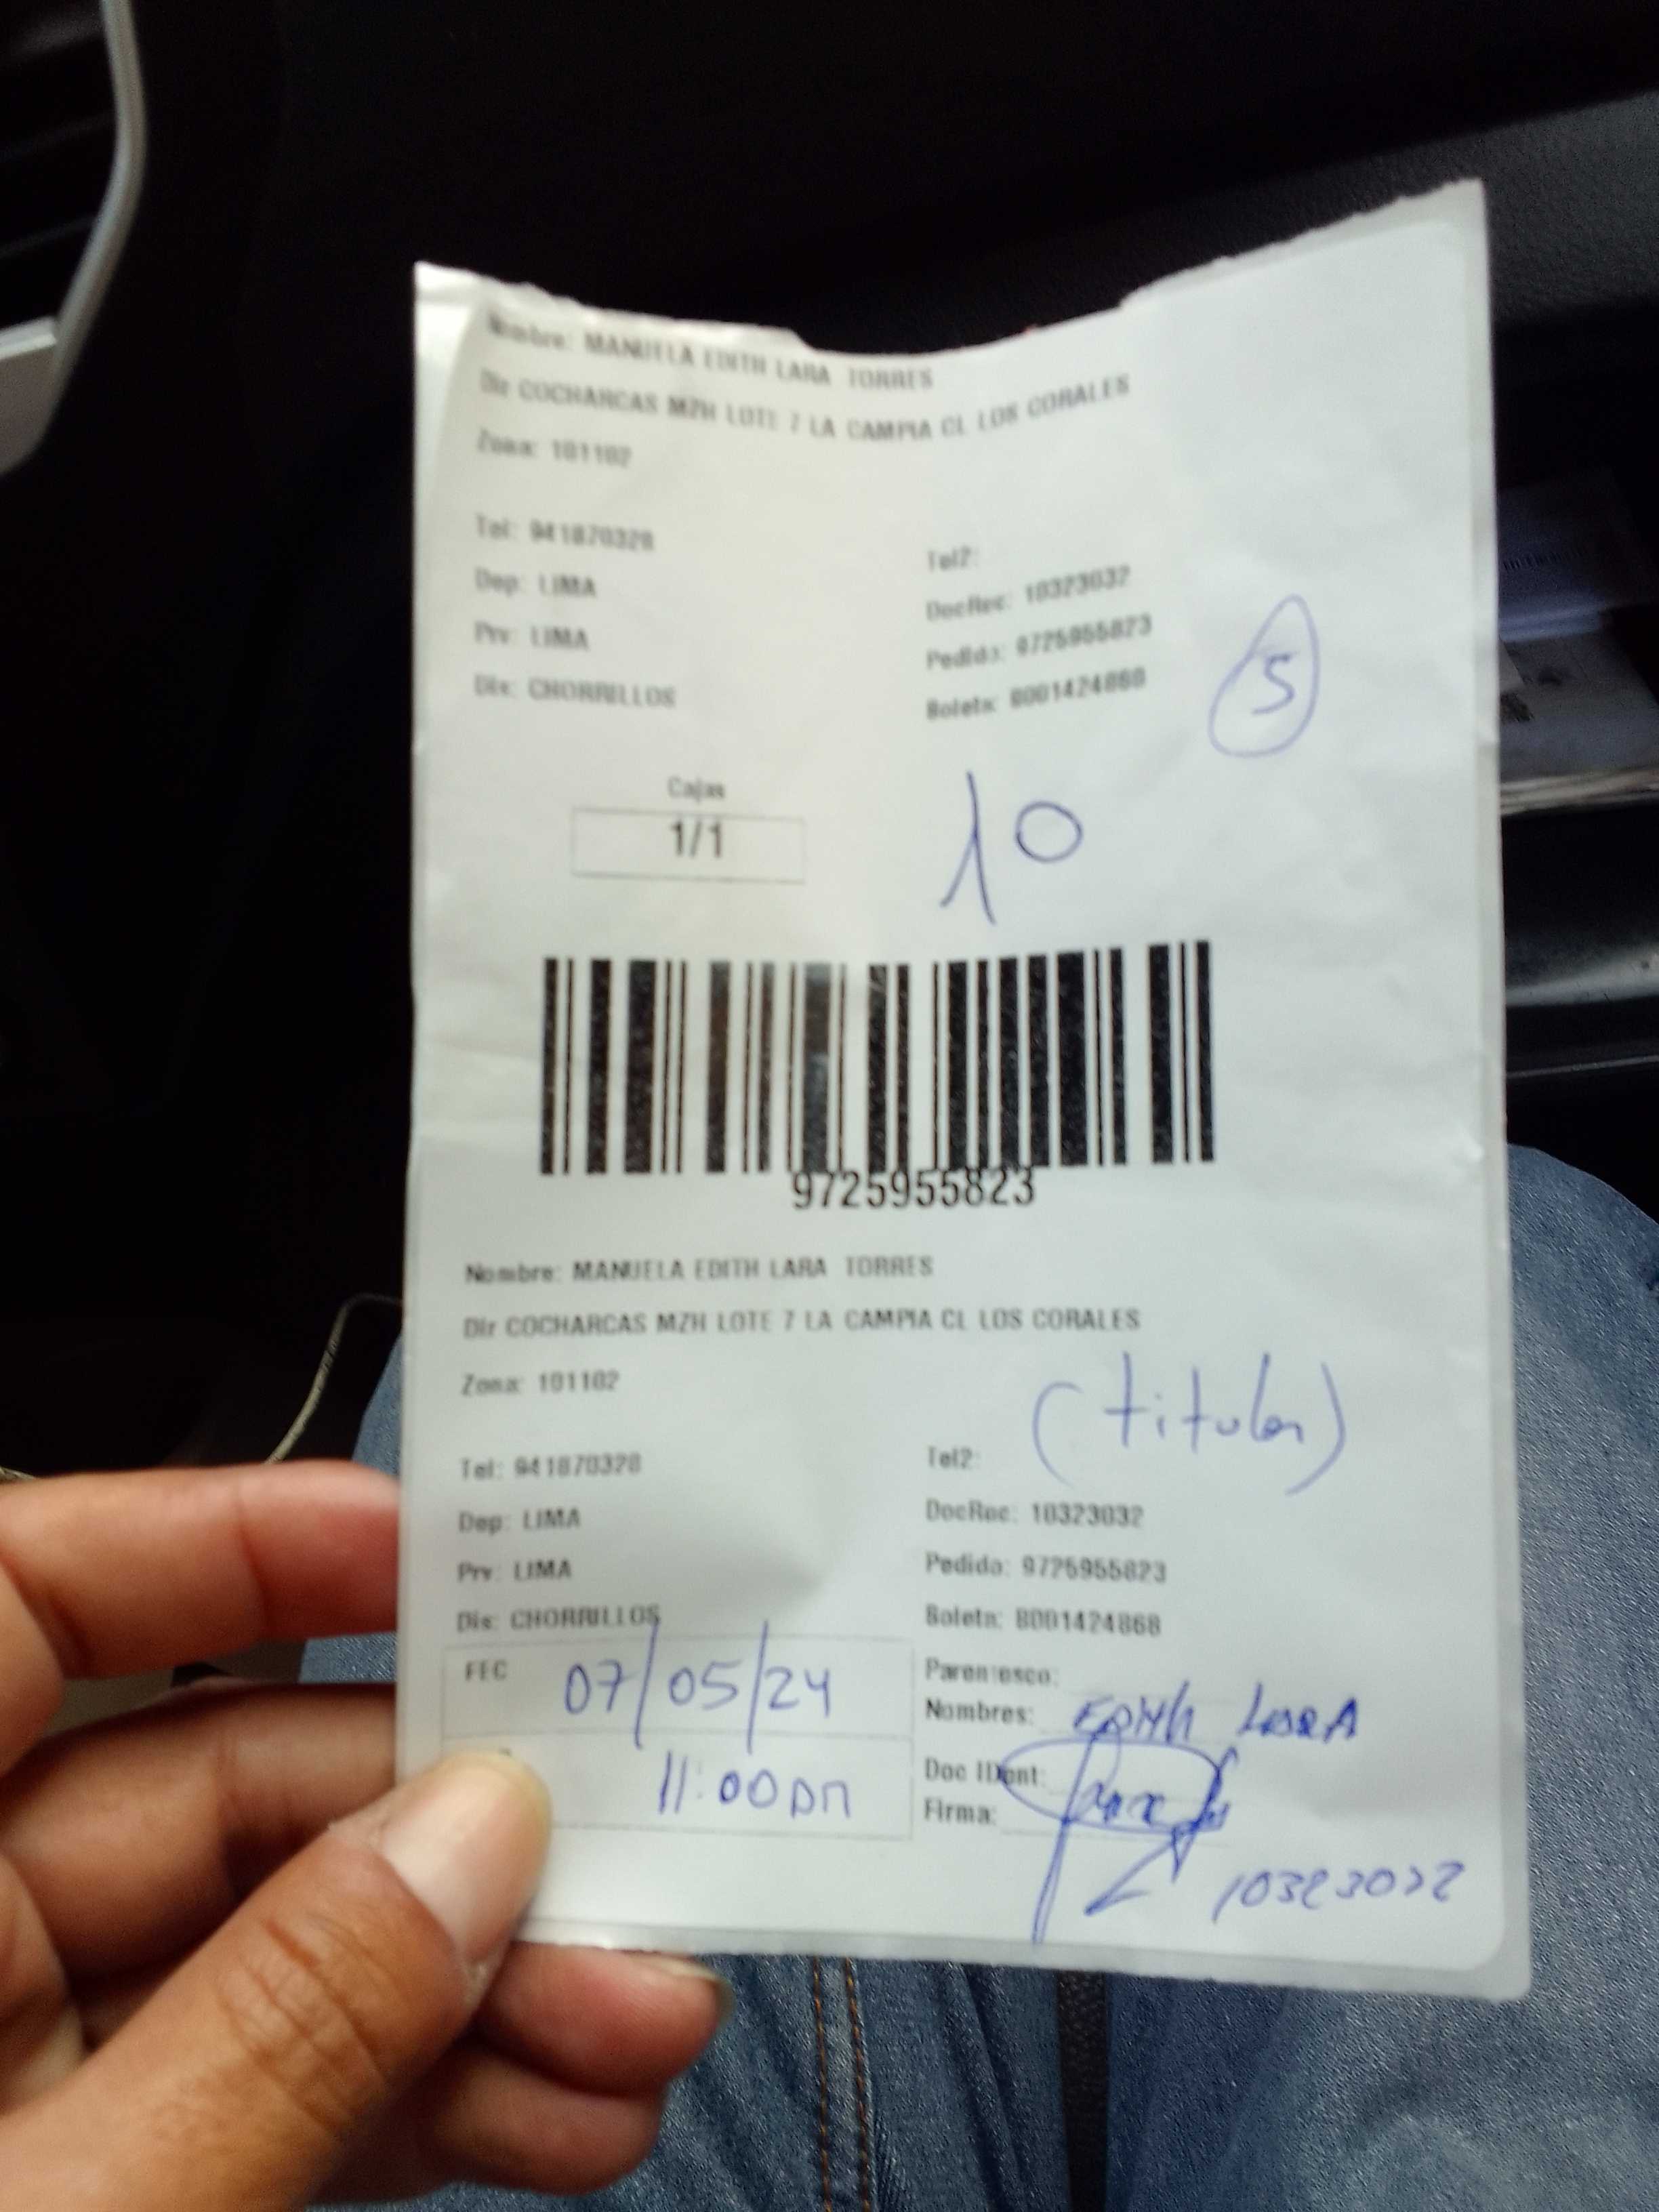 Nombre: MANUELA EDITH LARA TORRES
Dir COCHARCAS MZH LOTE 7 LA CAMPIA CL LOS CORALES
Zona: 101102
Tel: 941870328
Tel2:
Dep: LIMA
DocRec: 10323032
Prv: LIMA
Pedido: 9725955823
Dis: CHORRILLOS
Boleta: B001424868
5
Cajas
1/1
10
9725955823
Nombre: MANUELA EDITH LARA TORRES
Dir COCHARCAS MZH LOTE 7 LA CAMPIA CL LOS CORALES
Zona: 101102
(titular)
Tel: 941870328
Tel2:
Dep: LIMA
DocRec: 10323032
Prv: LIMA
Pedido: 9725955823
Dis: CHORRILLOS
Boleta: B001424868
FEC 07/05/24
Parentesco:
Nombres: EDITH LARA
11:00
Doc IDent:
Firma: